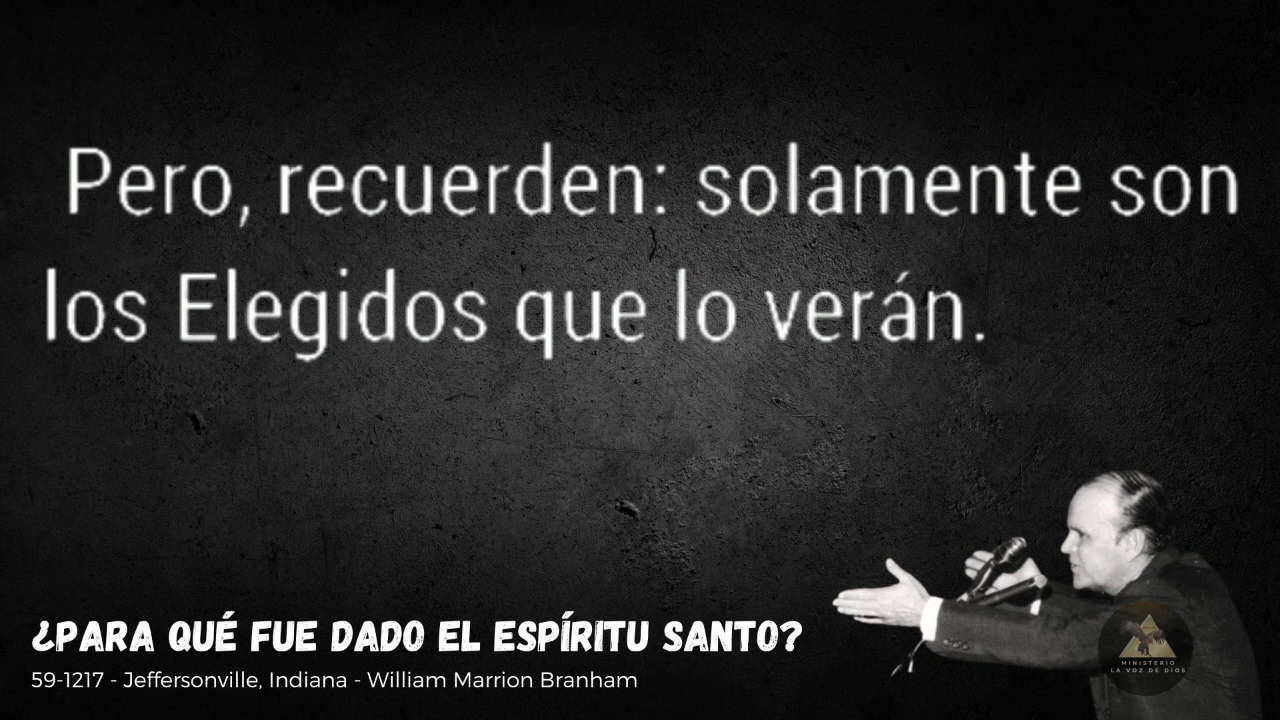 Pero, recuerden: solamente son
los Elegidos que lo verán.
¿PARA QUÉ FUE DADO EL ESPÍRITU SANTO?
59-1217 - Jeffersonville, Indiana - William Marrion Branham
MINISTERIO
LA VOZ DE DIOS